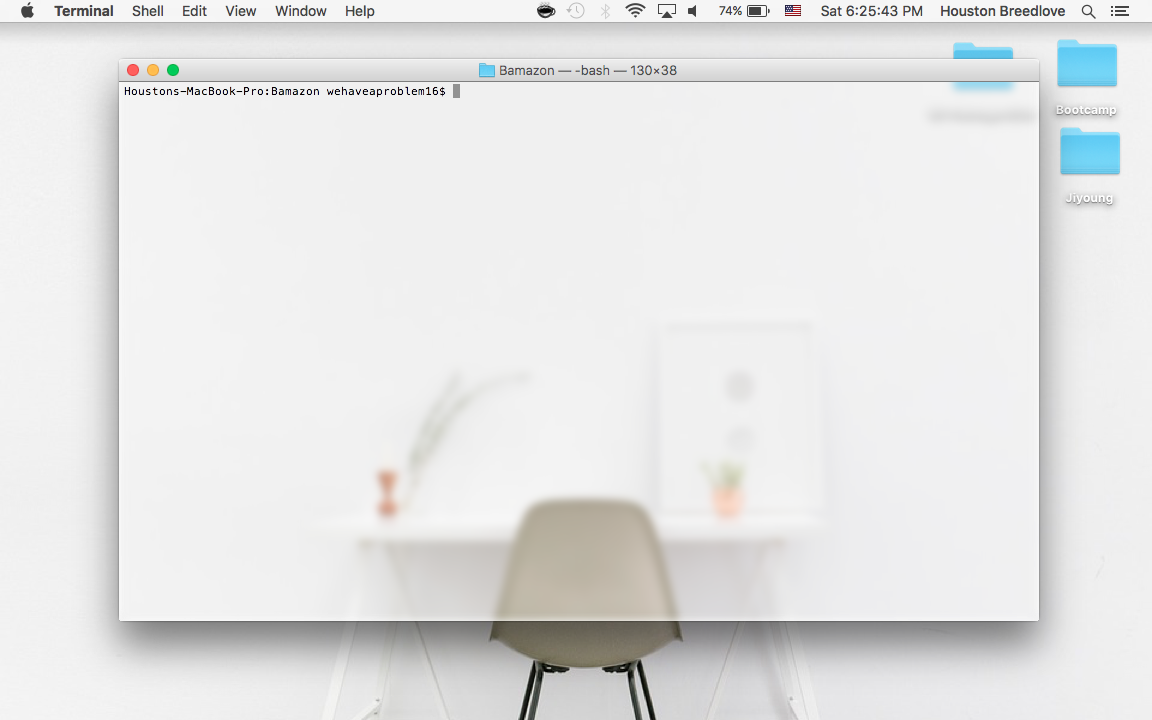 Terminal Shell Edit View Window Help 74% Sat 6:25:43 PM Houston Breedlove
Bamazon — -bash — 130×38
Houstons-MacBook-Pro:Bamazon wehaveaproblem16$
Bootcamp
Jiyoung